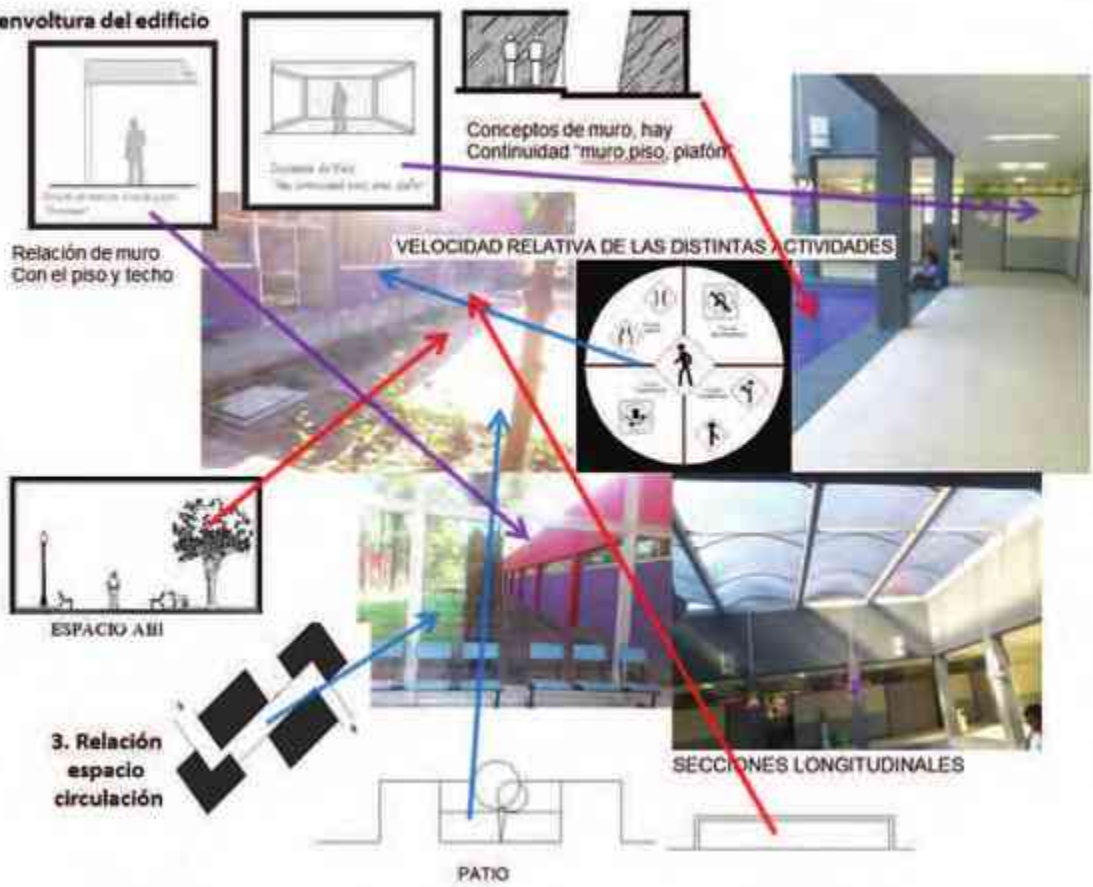 envoltura del edificio
Conceptos de muro, hay
Continuidad "muro, piso, plafón"
Relación de muro
Con el piso y techo
VELOCIDAD RELATIVA DE LAS DISTINTAS ACTIVIDADES
ESPACIO
3. Relación
espacio
circulación
SECCIONES LONGITUDINALES
PATIO